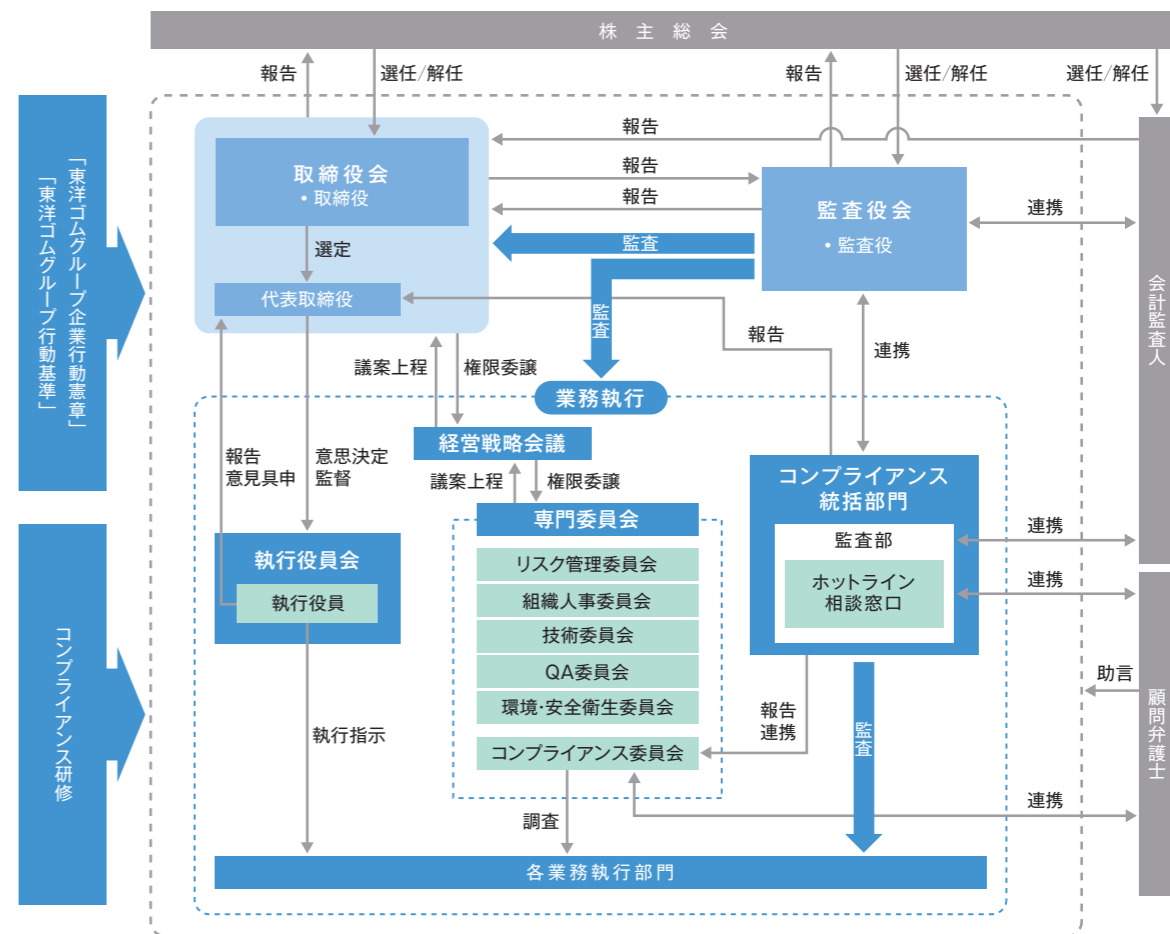 株主総会
報告
選任/解任
報告
選任/解任
選任/解任
「東洋ゴムグループ企業行動憲章」
「東洋ゴムグループ行動基準」
コンプライアンス研修
取締役会
・取締役
選定
代表取締役
報告
報告
報告
監査
監査
監査役会
・監査役
連携
会計監査人
報告
連携
議案上程
権限委譲
業務執行
経営戦略会議
報告
意見具申
意思決定
監督
議案上程
権限委譲
専門委員会
リスク管理委員会
組織人事委員会
技術委員会
QA委員会
環境・安全衛生委員会
コンプライアンス委員会
執行役員会
執行役員
執行指示
コンプライアンス
統括部門
監査部
ホットライン
相談窓口
連携
連携
報告
連携
監査
助言
顧問弁護士
連携
調査
各業務執行部門